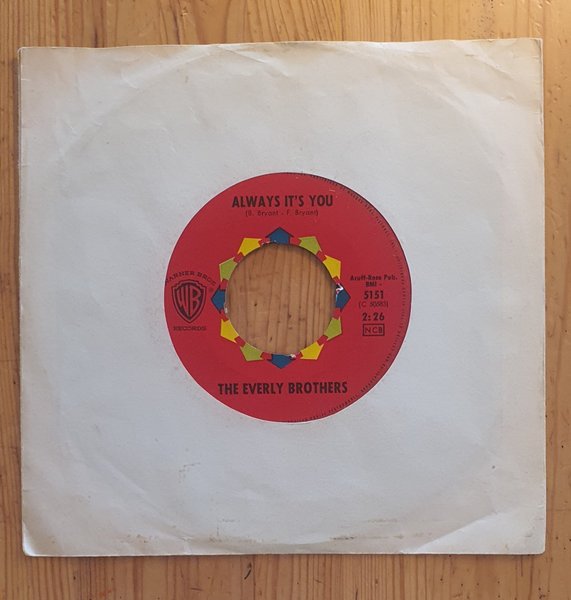 ALWAYS IT'S YOU
(B. Bryant - F. Bryant)
WARNER BROS.
WB
RECORDS
Acuff-Rose Pub.
BMI -
5151
(C 50583)
2:26
NCB
THE EVERLY BROTHERS